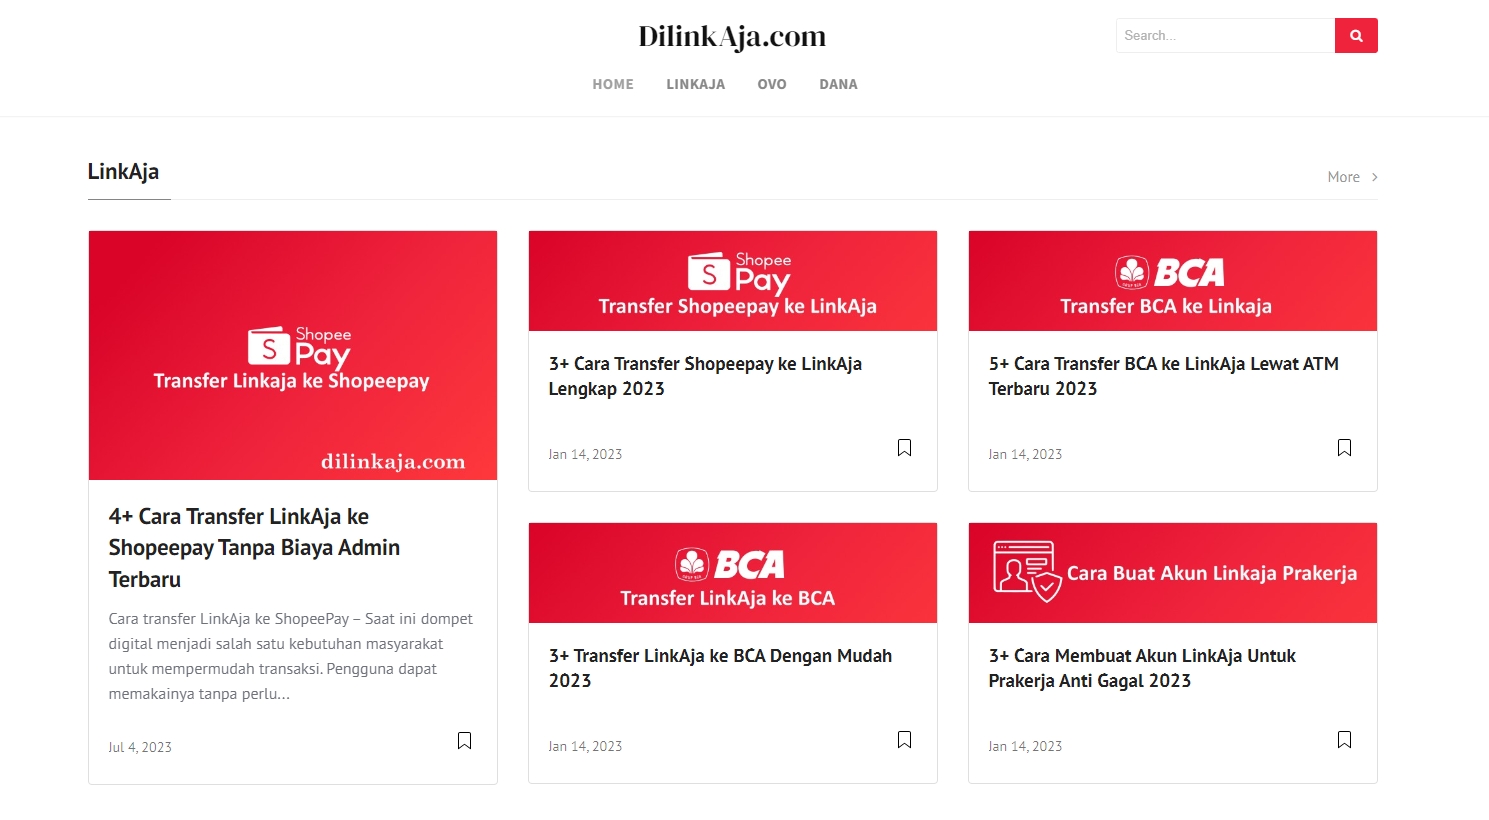 DilinkAja.com
Search...
HOME LINKAJA OVO DANA
LinkAja
More
S Shopee
Pay
Transfer Linkaja ke Shopeepay
dilinkaja.com
4+ Cara Transfer LinkAja ke
Shopeepay Tanpa Biaya Admin
Terbaru
Cara transfer LinkAja ke ShopeePay – Saat ini dompet
digital menjadi salah satu kebutuhan masyarakat
untuk mempermudah transaksi. Pengguna dapat
memakainya tanpa perlu...
Jul 4, 2023
S Shopee
Pay
Transfer Shopeepay ke LinkAja
3+ Cara Transfer Shopeepay ke LinkAja
Lengkap 2023
Jan 14, 2023
BCA
Transfer BCA ke Linkaja
5+ Cara Transfer BCA ke LinkAja Lewat ATM
Terbaru 2023
Jan 14, 2023
BCA
Transfer LinkAja ke BCA
3+ Transfer LinkAja ke BCA Dengan Mudah
2023
Jan 14, 2023
Cara Buat Akun Linkaja Prakerja
3+ Cara Membuat Akun LinkAja Untuk
Prakerja Anti Gagal 2023
Jan 14, 2023